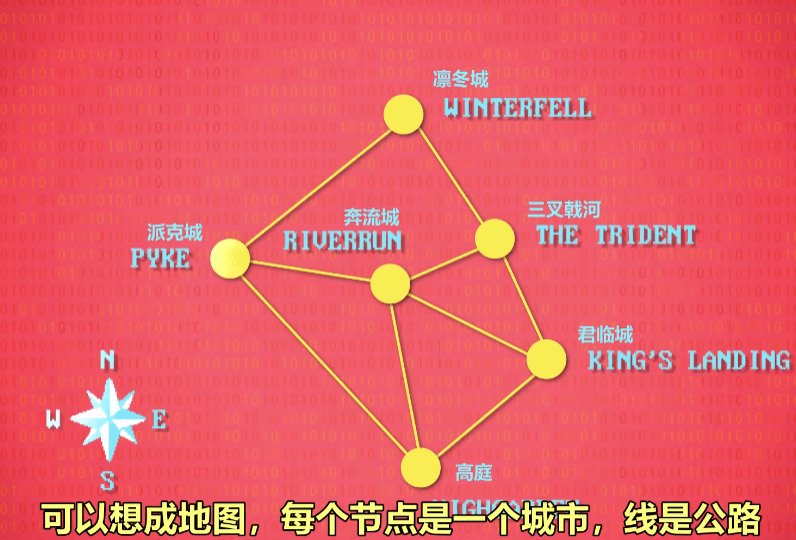 凛冬城
WINTERFELL
三叉戟河
THE TRIDENT
奔流城
RIVERRUN
派克城
PYKE
君临城
KING'S LANDING
N
W E
S
高庭
HIGHGARDEN
可以想成地图，每个节点是一个城市，线是公路